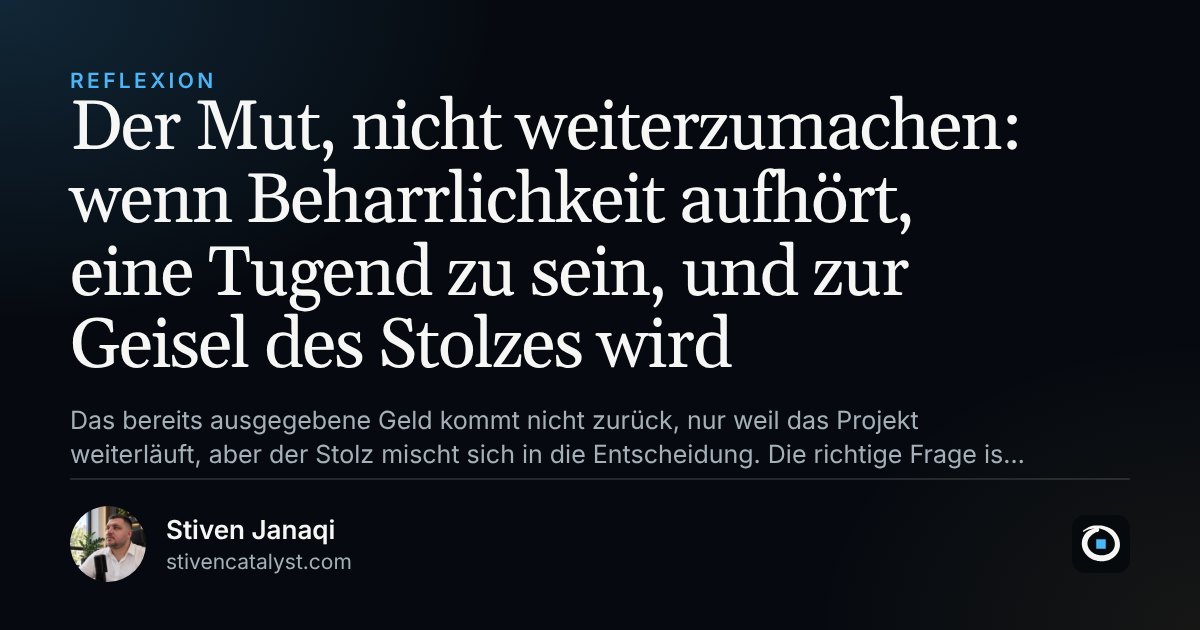 REFLEXION
Der Mut, nicht weiterzumachen:
wenn Beharrlichkeit aufhört,
eine Tugend zu sein, und zur
Geisel des Stolzes wird
Das bereits ausgegebene Geld kommt nicht zurück, nur weil das Projekt
weiterläuft, aber der Stolz mischt sich in die Entscheidung. Die richtige Frage is...
Stiven Janaqi
stivencatalyst.com